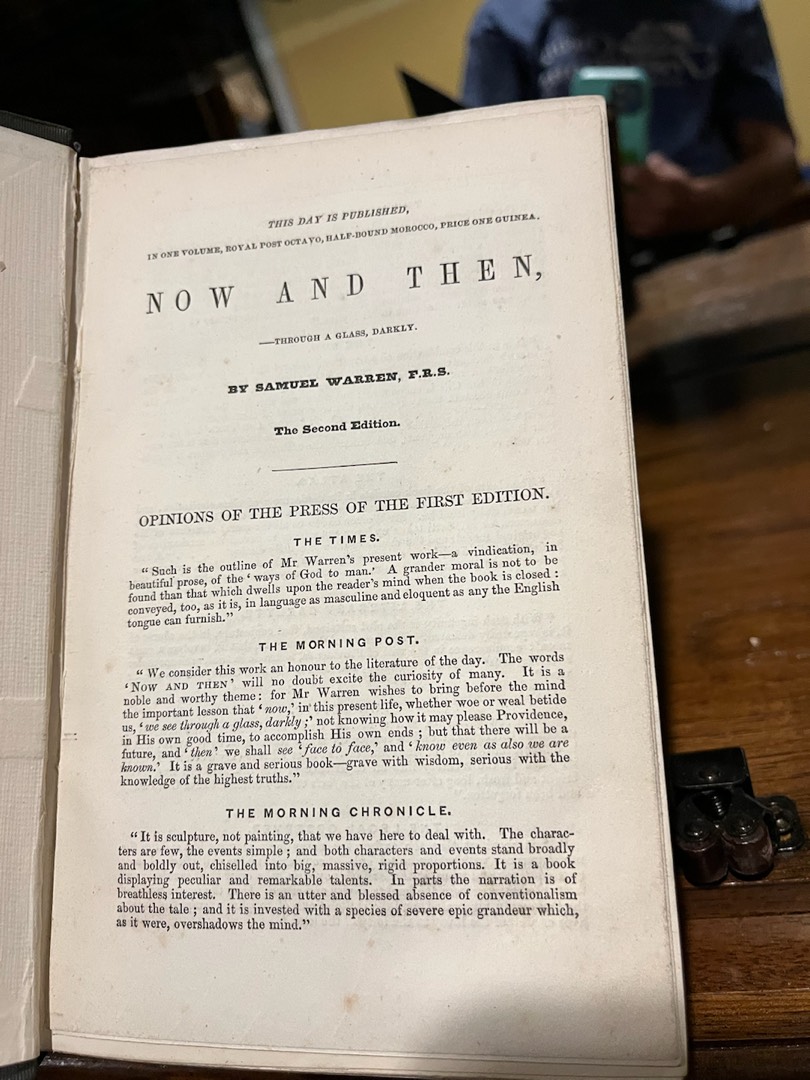 THIS DAY IS PUBLISHED,
IN ONE VOLUME, ROYAL POST OCTAVO, HALF-BOUND MOROCCO, PRICE ONE GUINEA.
NOW AND THEN,
—THROUGH A GLASS, DARKLY.
BY SAMUEL WARREN, F.R.S.
The Second Edition.
OPINIONS OF THE PRESS OF THE FIRST EDITION.
THE TIMES.
“Such is the outline of Mr Warren's present work—a vindication, in
beautiful prose, of the ‘ways of God to man.’ A grander moral is not to be
found than that which dwells upon the reader's mind when the book is closed :
conveyed, too, as it is, in language as masculine and eloquent as any the English
tongue can furnish.”
THE MORNING POST.
“We consider this work an honour to the literature of the day. The words
‘NOW AND THEN’ will no doubt excite the curiosity of many. It is a
noble and worthy theme : for Mr Warren wishes to bring before the mind
the important lesson that ‘now,’ in this present life, whether woe or weal betide
us, ‘we see through a glass, darkly ;’ not knowing how it may please Providence,
in His own good time, to accomplish His own ends ; but that there will be a
future, and ‘then’ we shall see ‘face to face,’ and ‘know even as also we are
known.’ It is a grave and serious book—grave with wisdom, serious with the
knowledge of the highest truths.”
THE MORNING CHRONICLE.
“It is sculpture, not painting, that we have here to deal with. The charac-
ters are few, the events simple ; and both characters and events stand broadly
and boldly out, chiselled into big, massive, rigid proportions. It is a book
displaying peculiar and remarkable talents. In parts the narration is of
breathless interest. There is an utter and blessed absence of conventionalism
about the tale ; and it is invested with a species of severe epic grandeur which,
as it were, overshadows the mind.”